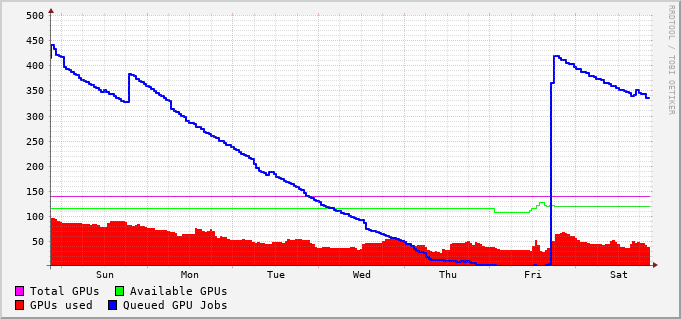 500
450
400
350
300
250
200
150
100
50
Sun Mon Tue Wed Thu Fri Sat
Total GPUs Available GPUs
GPUs used Queued GPU Jobs
RRDTOOL / TOBI OETIKER